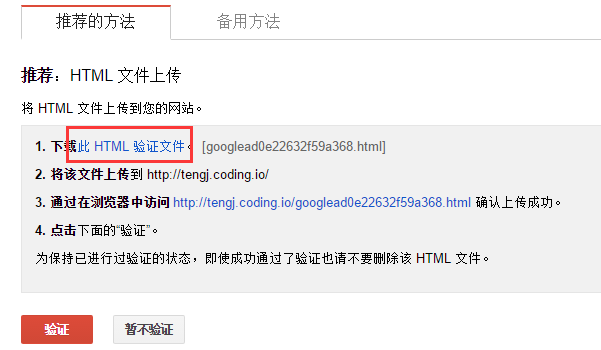 推荐的方法 备用方法
推荐：HTML 文件上传
将 HTML 文件上传到您的网站。
1. 下载此 HTML 验证文件。 [googlead0e22632f59a368.html]
2. 将该文件上传到 http://tengj.coding.io/
3. 通过在浏览器中访问 http://tengj.coding.io/googlead0e22632f59a368.html 确认上传成功。
4. 点击下面的“验证”。
为保持已进行过验证的状态，即使成功通过了验证也请不要删除该 HTML 文件。
验证 暂不验证